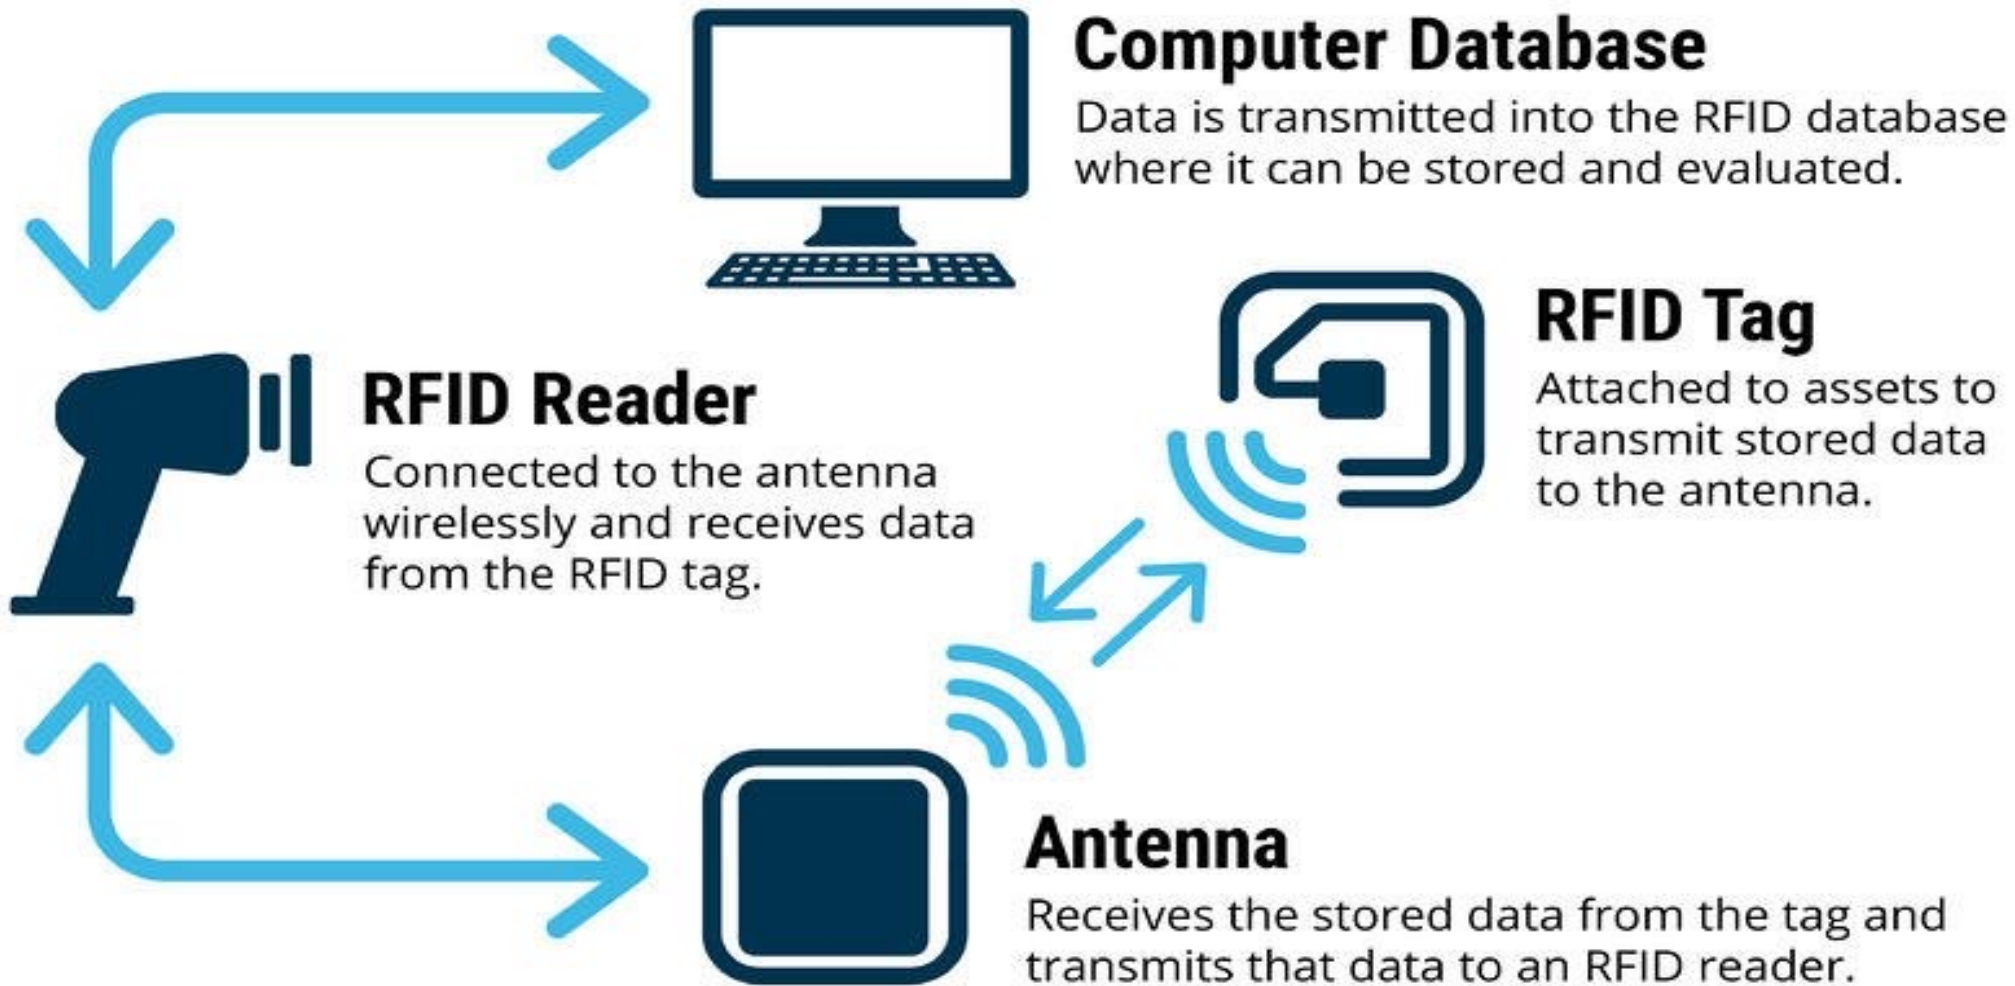 Computer Database
Data is transmitted into the RFID database
where it can be stored and evaluated.
RFID Tag
Attached to assets to
transmit stored data
to the antenna.
RFID Reader
Connected to the antenna
wirelessly and receives data
from the RFID tag.
Antenna
Receives the stored data from the tag and
transmits that data to an RFID reader.